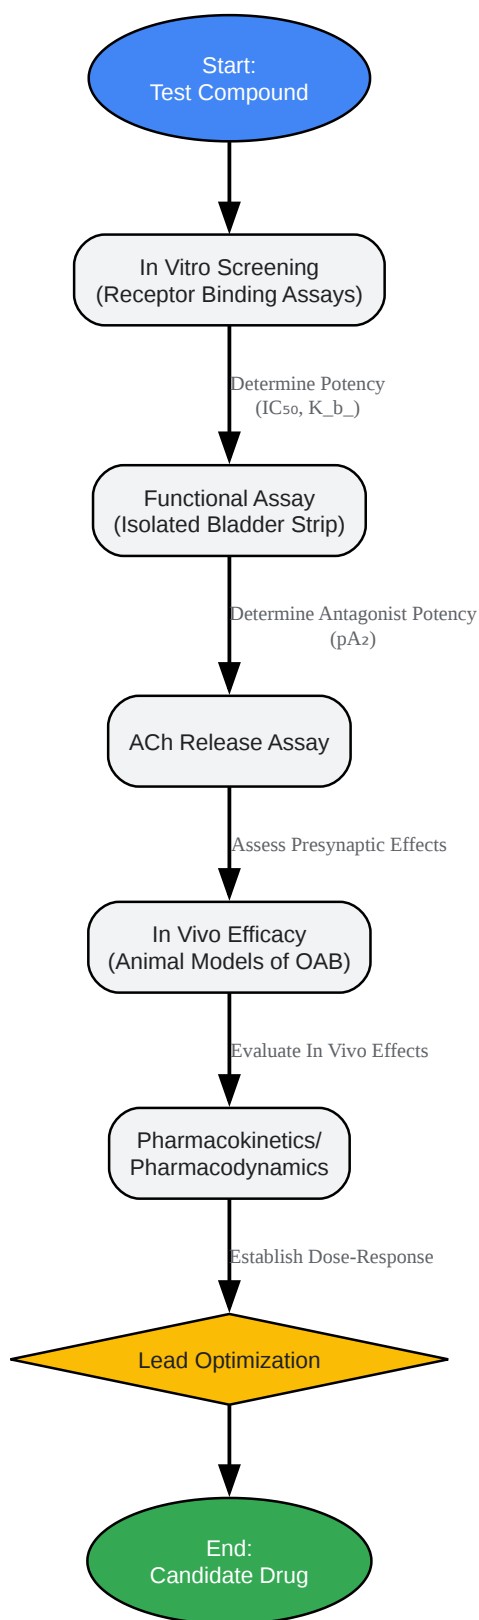 Start:
Test Compound
In Vitro Screening
(Receptor Binding Assays)
Determine Potency
(IC₅₀, K_b_)
Functional Assay
(Isolated Bladder Strip)
Determine Antagonist Potency
(pA₂)
ACh Release Assay
Assess Presynaptic Effects
In Vivo Efficacy
(Animal Models of OAB)
Evaluate In Vivo Effects
Pharmacokinetics/
Pharmacodynamics
Establish Dose-Response
Lead Optimization
End:
Candidate Drug